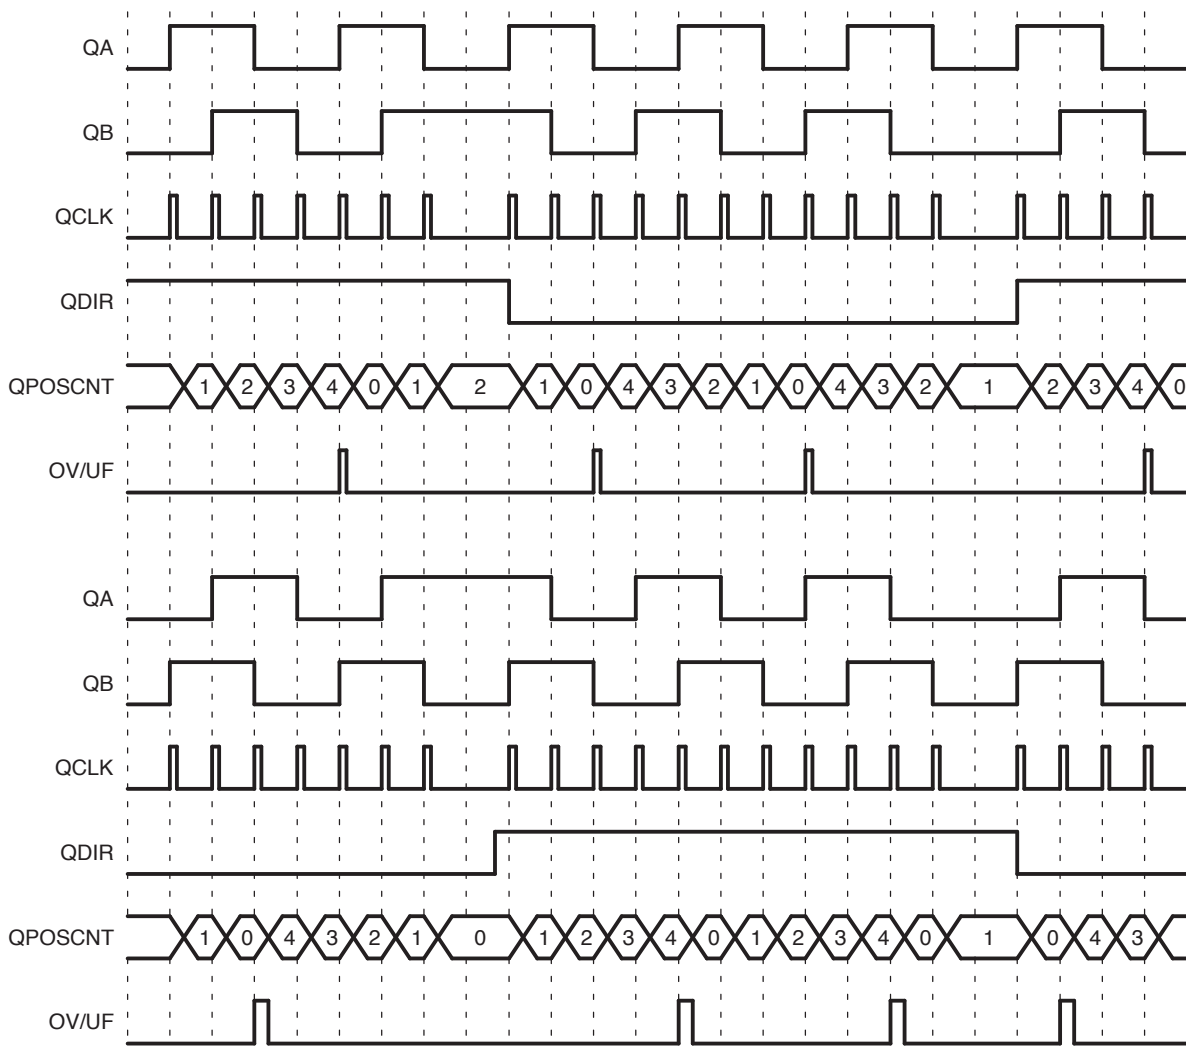 QA
QB
QCLK
QDIR
QPOSCNT 1 2 3 4 0 1 2 1 0 4 3 2 1 0 4 3 2 1 2 3 4 0
OV/UF
QA
QB
QCLK
QDIR
QPOSCNT 1 0 4 3 2 1 0 1 2 3 4 0 1 2 3 4 0 1 0 4 3
OV/UF